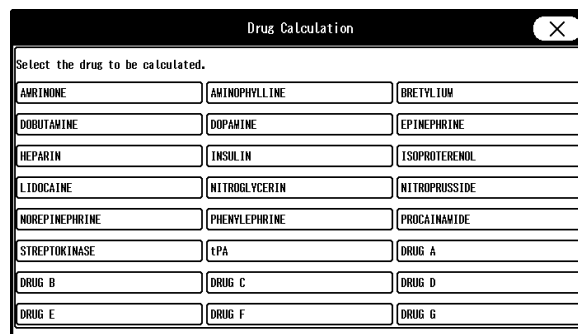 Drug Calculation
Select the drug to be calculated.
AMRINONE AMINOPHYLLINE BRETYLIUM
DOBUTAMINE DOPAMINE EPINEPHRINE
HEPARIN INSULIN ISOPROTERENOL
LIDOCAINE NITROGLYCERIN NITROPRUSSIDE
NOREPINEPHRINE PHENYLEPHRINE PROCAINAMIDE
STREPTOKINASE tPA DRUG A
DRUG B DRUG C DRUG D
DRUG E DRUG F DRUG G